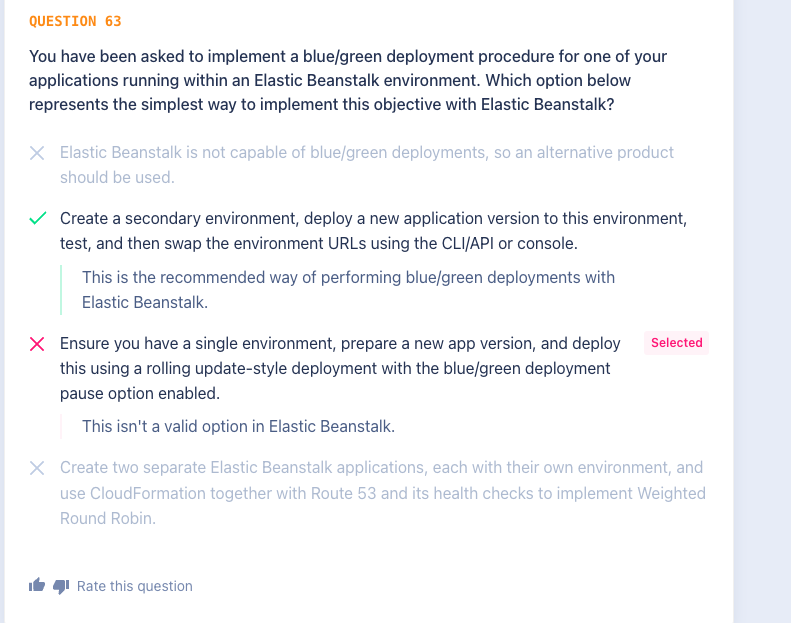 QUESTION 63
You have been asked to implement a blue/green deployment procedure for one of your
applications running within an Elastic Beanstalk environment. Which option below
represents the simplest way to implement this objective with Elastic Beanstalk?
Elastic Beanstalk is not capable of blue/green deployments, so an alternative product
should be used.
Create a secondary environment, deploy a new application version to this environment,
test, and then swap the environment URLs using the CLI/API or console.
This is the recommended way of performing blue/green deployments with
Elastic Beanstalk.
Ensure you have a single environment, prepare a new app version, and deploy
Selected
this using a rolling update-style deployment with the blue/green deployment
pause option enabled.
This isn't a valid option in Elastic Beanstalk.
Create two separate Elastic Beanstalk applications, each with their own environment, and
use CloudFormation together with Route 53 and its health checks to implement Weighted
Round Robin.
Rate this question